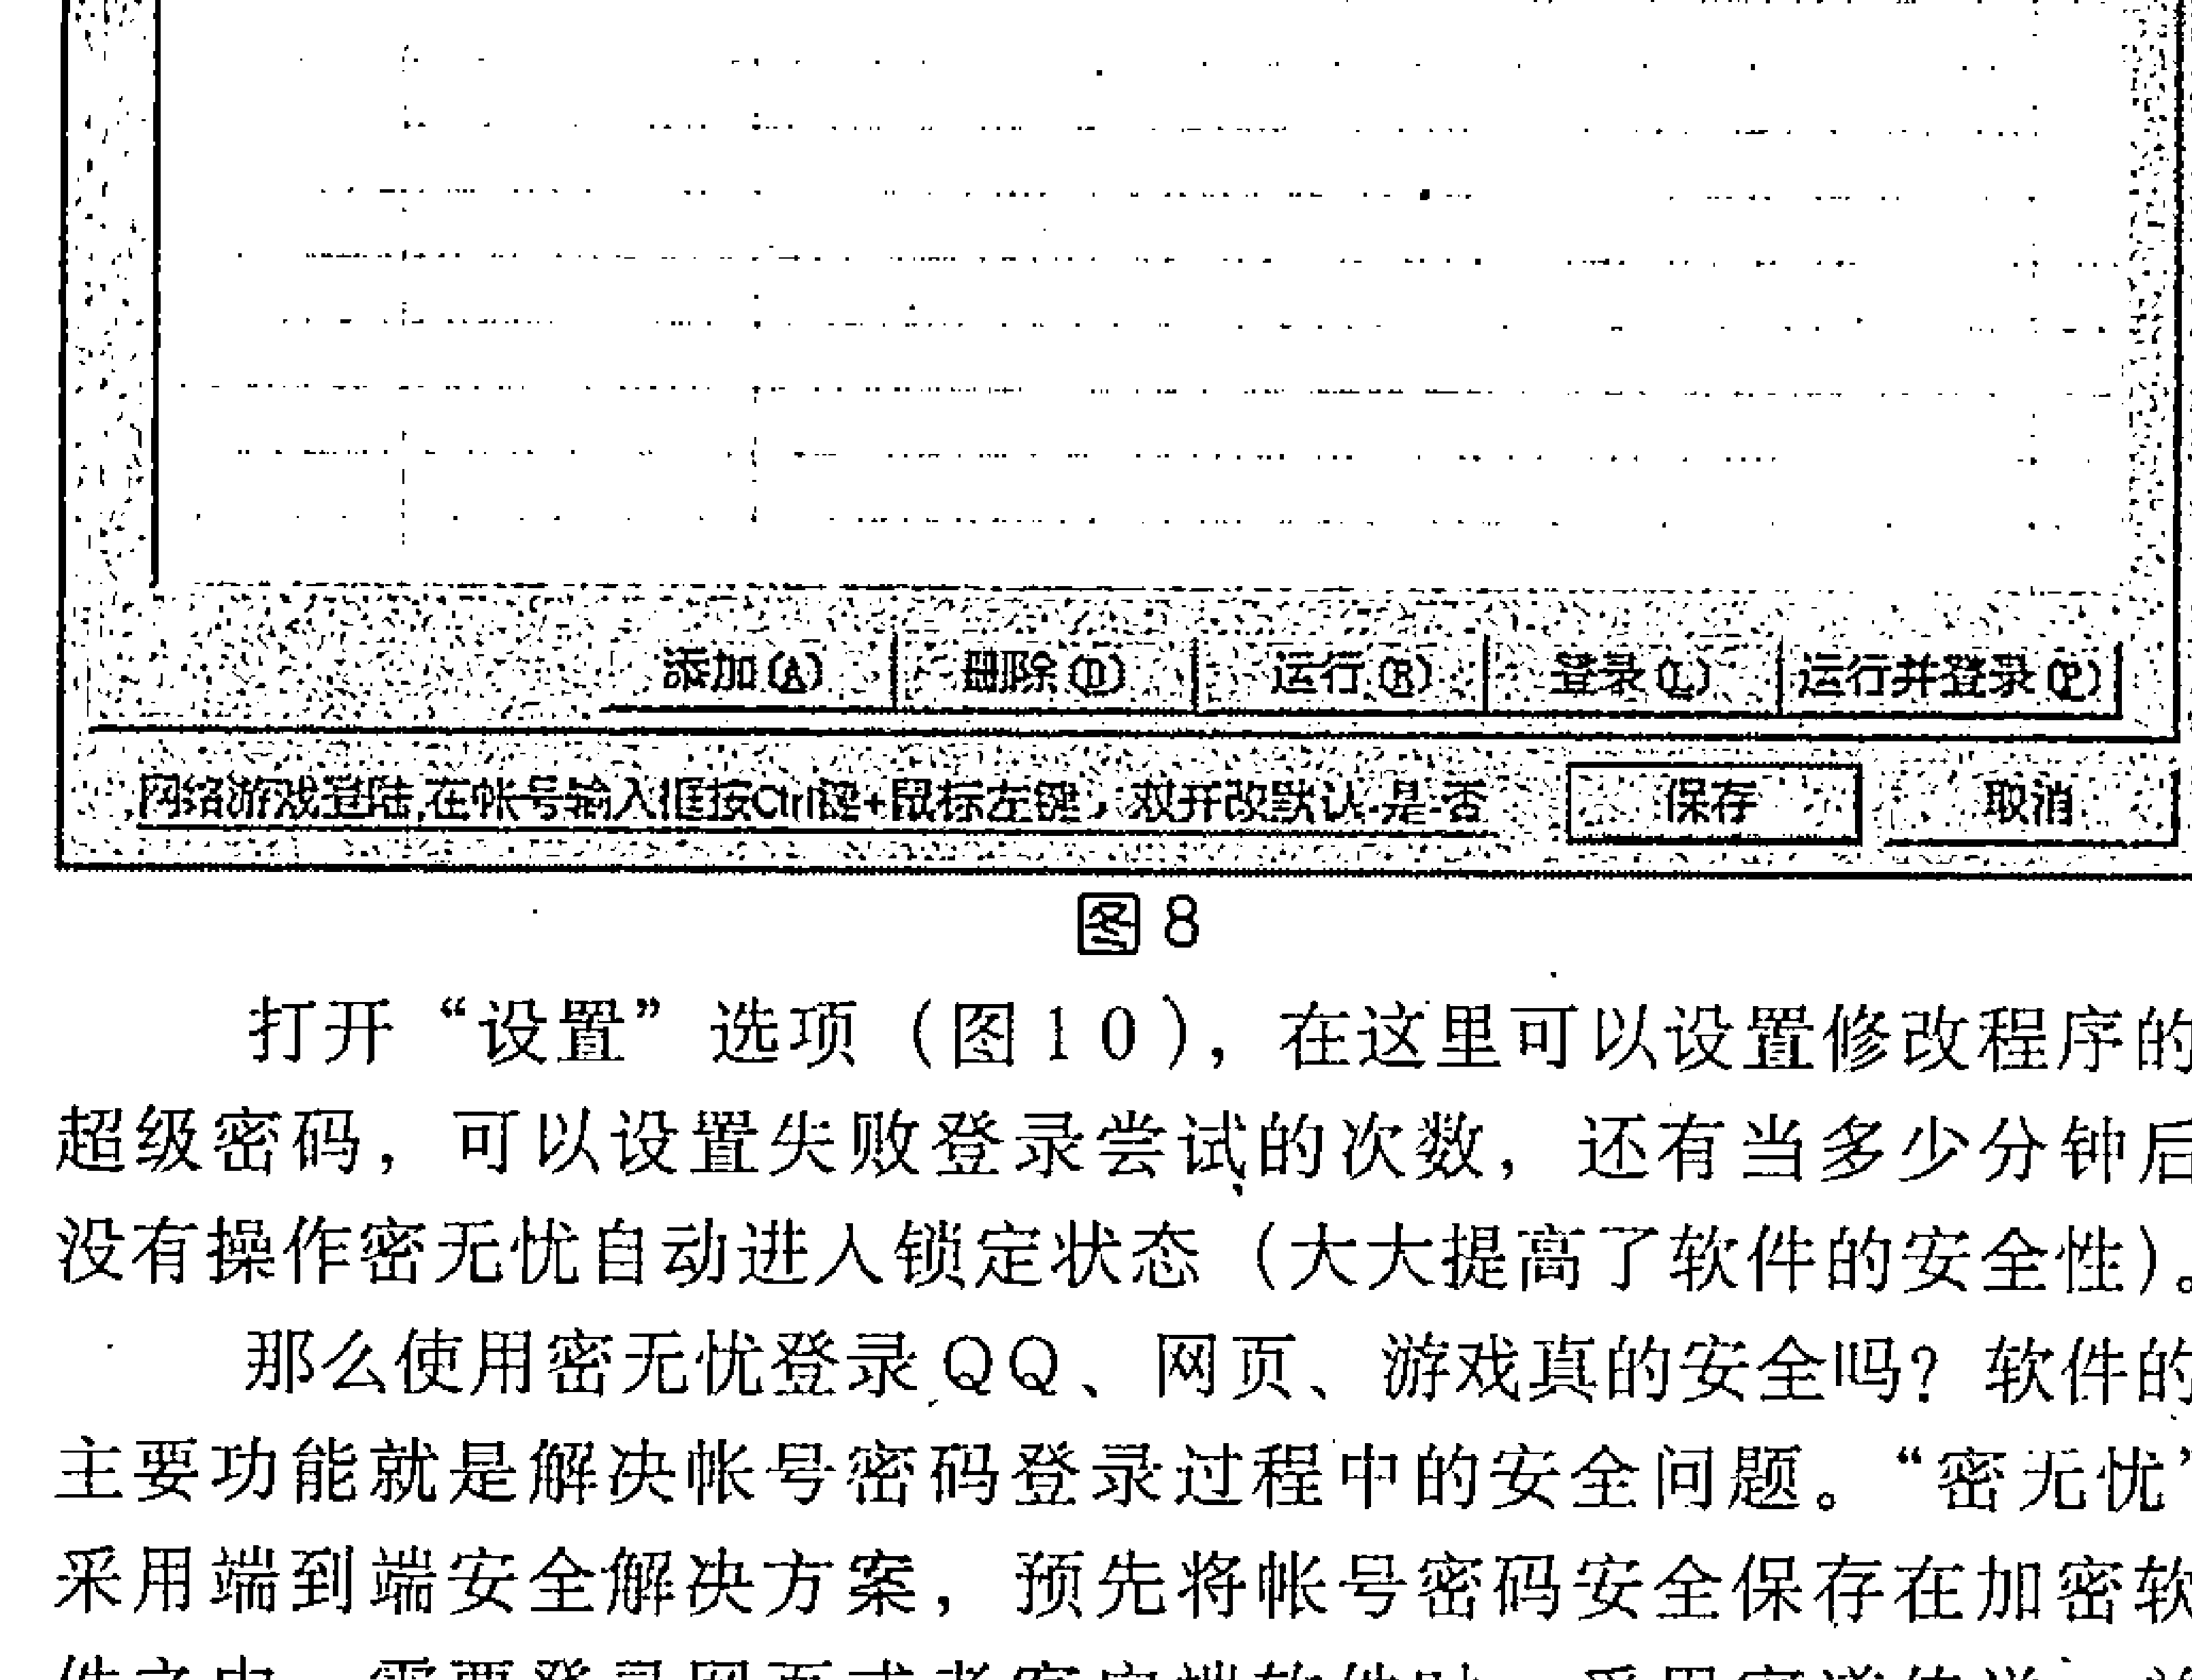 添加(A) 删除(D) 运行(R) 登录(L) 运行并登录(P)
网络游戏登陆,在帐号输入框按Ctrl键+鼠标左键，双开改默认-是-否 保存 取消
图8
打开“设置”选项（图10），在这里可以设置修改程序的
超级密码，可以设置失败登录尝试的次数，还有当多少分钟后
没有操作密无忧自动进入锁定状态（大大提高了软件的安全性）。
那么使用密无忧登录QQ、网页、游戏真的安全吗？软件的
主要功能就是解决帐号密码登录过程中的安全问题。“密无忧”
采用端到端安全解决方案，预先将帐号密码安全保存在加密软